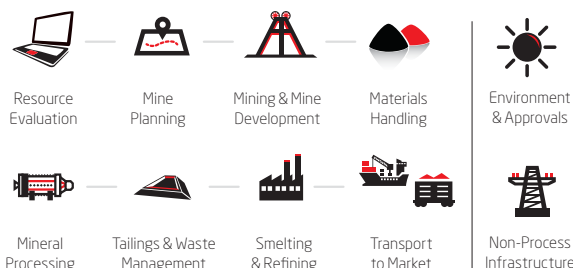 Resource
Evaluation
Mine
Planning
Mining & Mine
Development
Materials
Handling
Environment
& Approvals
Mineral
Processing
Tailings & Waste
Management
Smelting
& Refining
Transport
to Market
Non-Process
Infrastructure